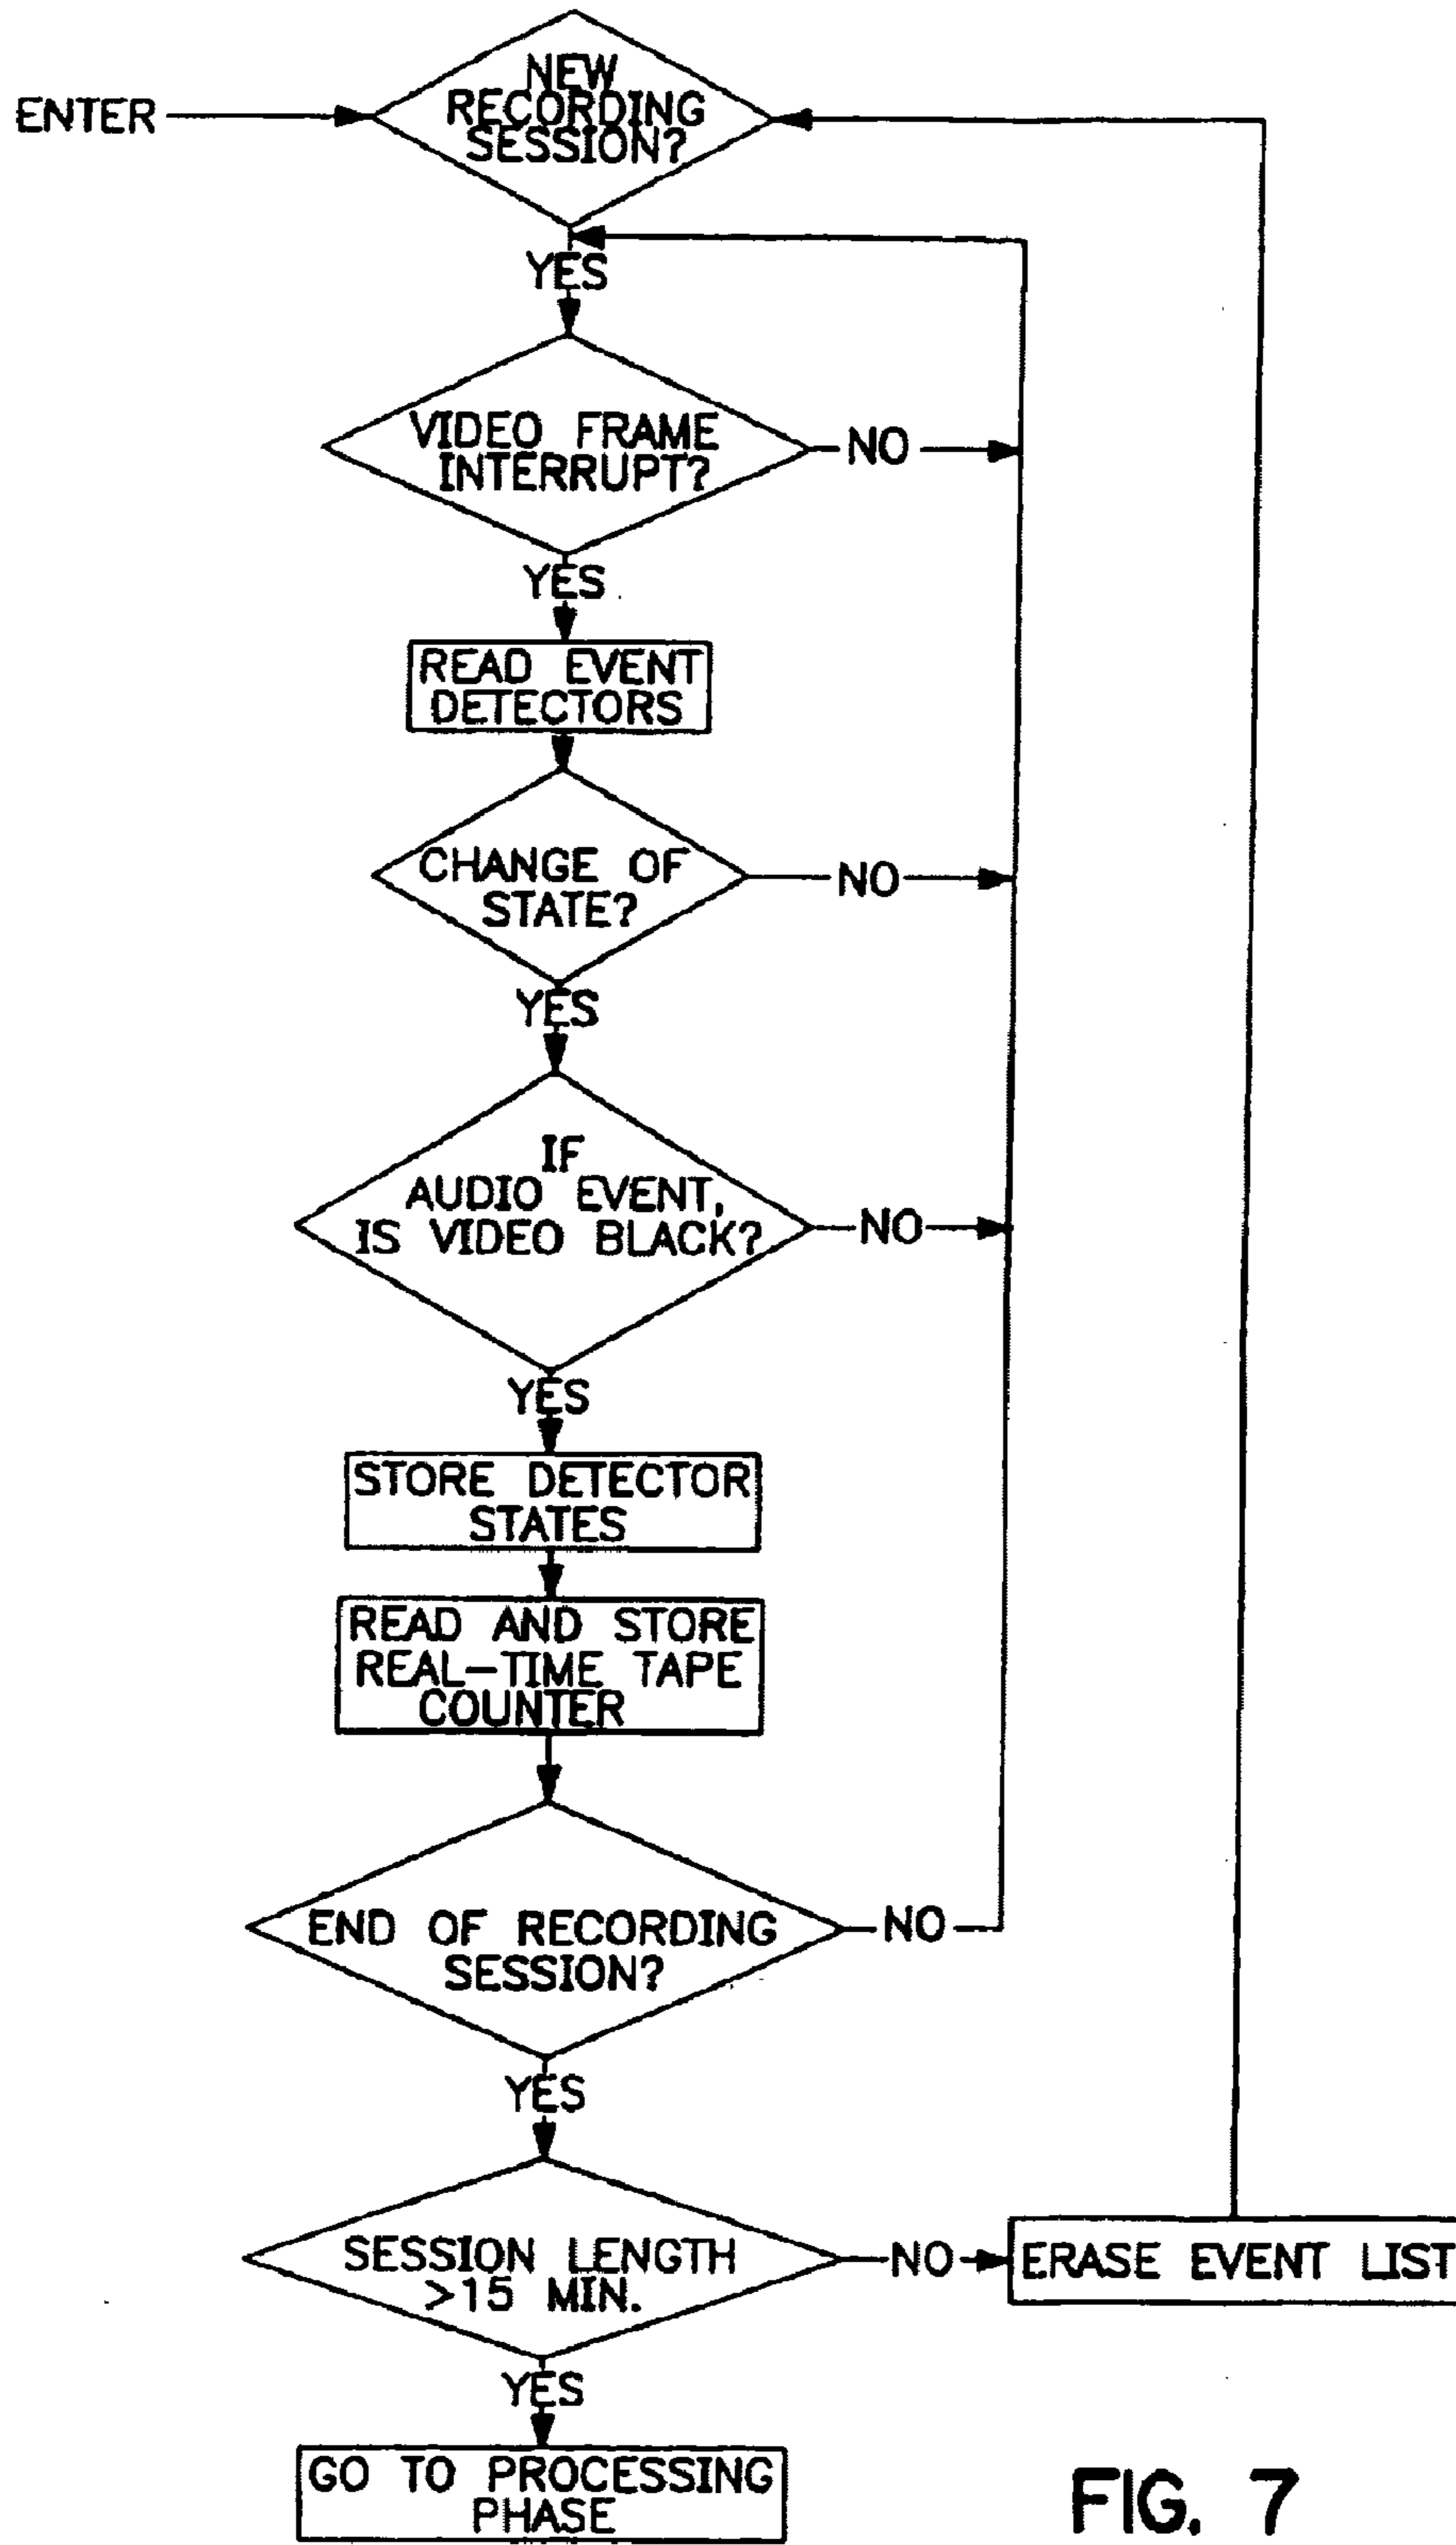 NEW
RECORDING
SESSION?
ENTER
YES
VIDEO FRAME
INTERRUPT?
NO
YES
READ EVENT
DETECTORS
CHANGE OF
STATE?
NO
YES
IF
AUDIO EVENT,
IS VIDEO BLACK?
NO
YES
STORE DETECTOR
STATES
READ AND STORE
REAL-TIME TAPE
COUNTER
END OF RECORDING
SESSION?
NO
YES
SESSION LENGTH
>15 MIN.
NO
ERASE EVENT LIST
YES
GO TO PROCESSING
PHASE
FIG. 7